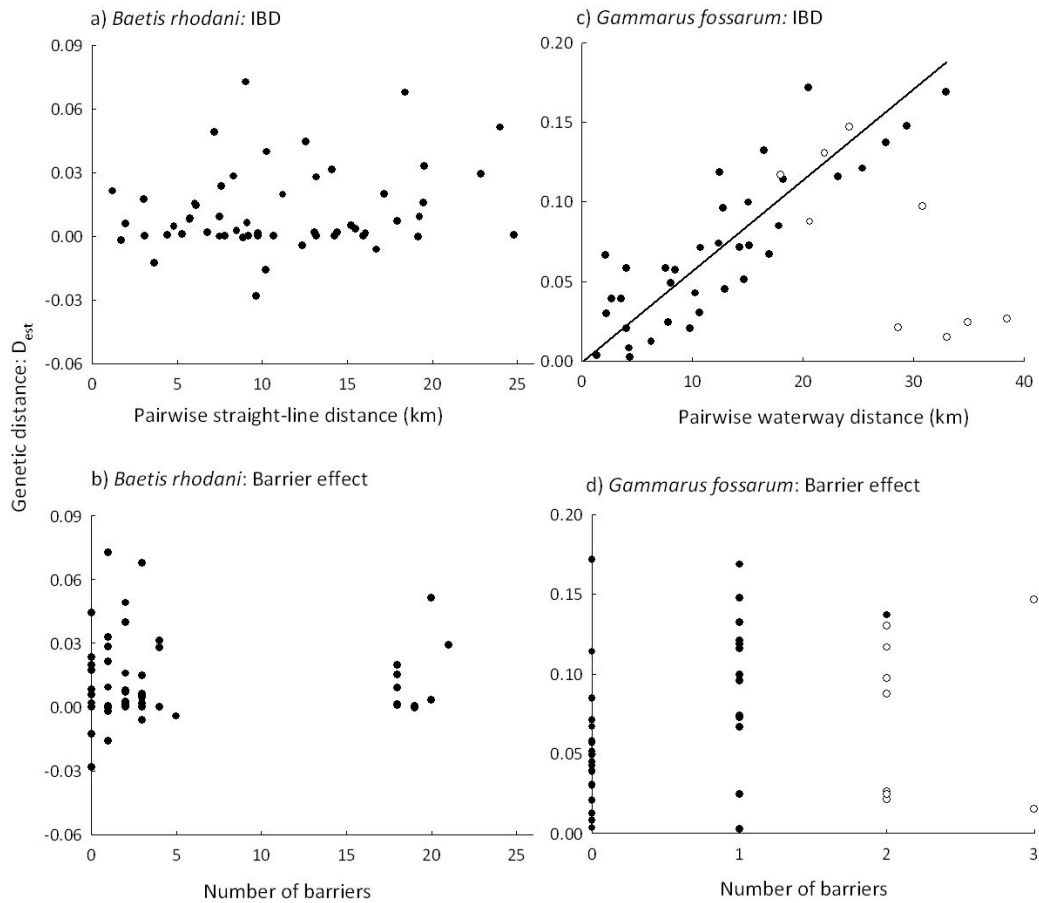 a) Baetis rhodani: IBD
0.09
0.06
0.03
0.00
-0.03
-0.06
0 5 10 15 20 25
Pairwise straight-line distance (km)
c) Gammarus fossarum: IBD
0.20
0.15
0.10
0.05
0.00
0 10 20 30 40
Pairwise waterway distance (km)
Genetic distance: Dest
b) Baetis rhodani: Barrier effect
0.09
0.06
0.03
0.00
-0.03
-0.06
0 5 10 15 20 25
Number of barriers
d) Gammarus fossarum: Barrier effect
0.20
0.15
0.10
0.05
0.00
0 1 2 3
Number of barriers